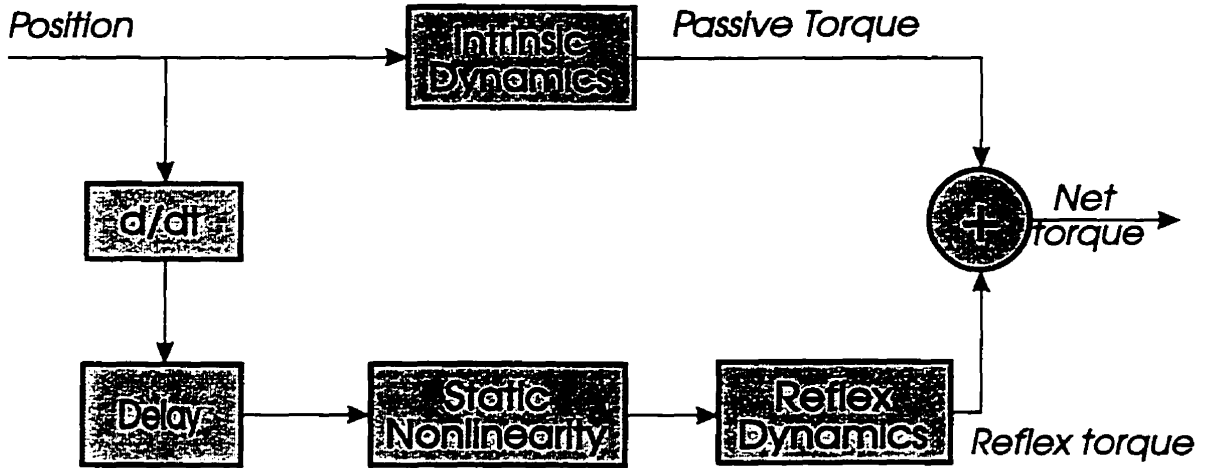 Position
Intrinsic
Dynamics
Passive Torque
d/dt
+
Net
torque
Delay
Static
Nonlinearity
Reflex
Dynamics
Reflex torque